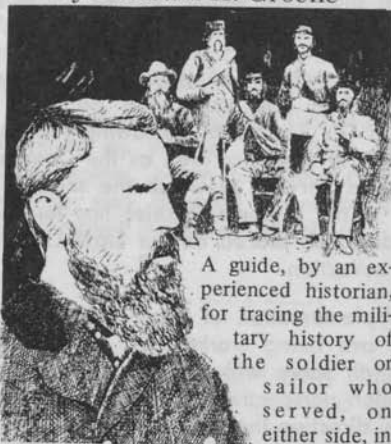 A guide, by an ex-
perienced historian,
for tracing the mili-
tary history of
the soldier or
sailor who
served, on
either side, in